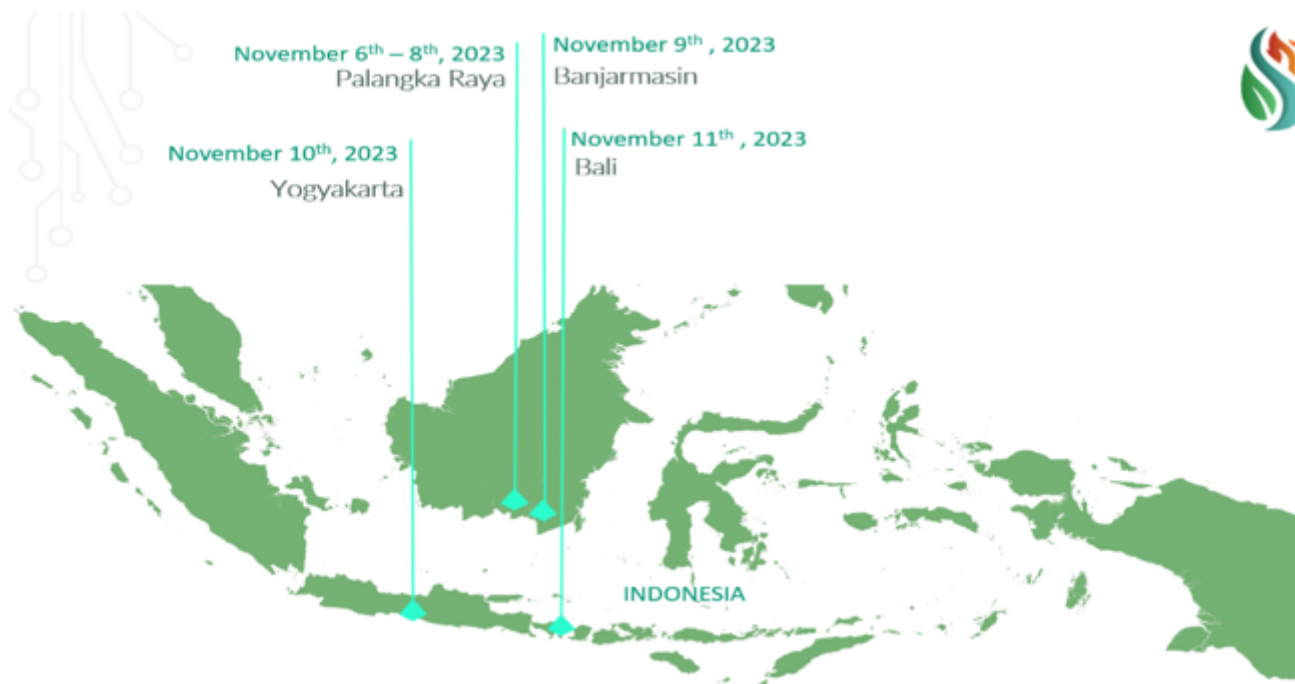 November 6th – 8th, 2023
Palangka Raya
November 9th , 2023
Banjarmasin
November 10th, 2023
Yogyakarta
November 11th , 2023
Bali
INDONESIA